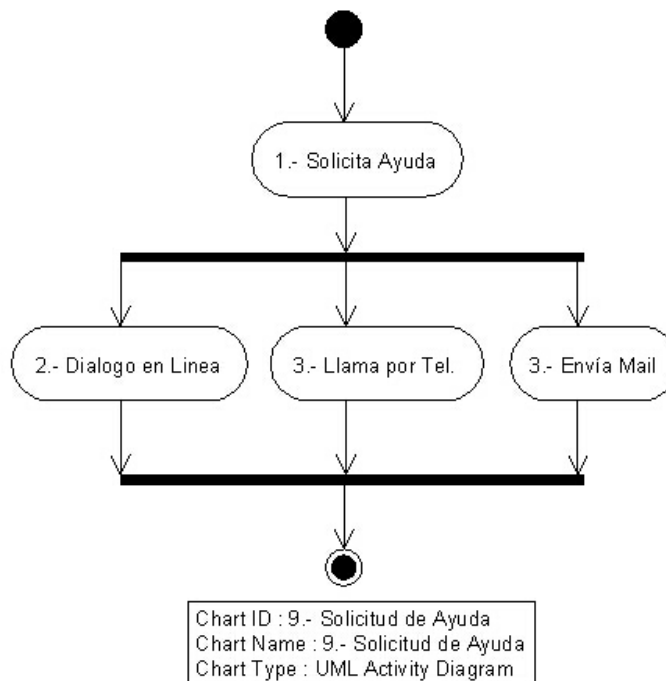 1.- Solicita Ayuda
2.- Dialogo en Linea
3.- Llama por Tel.
3.- Envía Mail
Chart ID : 9.- Solicitud de Ayuda
Chart Name : 9.- Solicitud de Ayuda
Chart Type : UML Activity Diagram